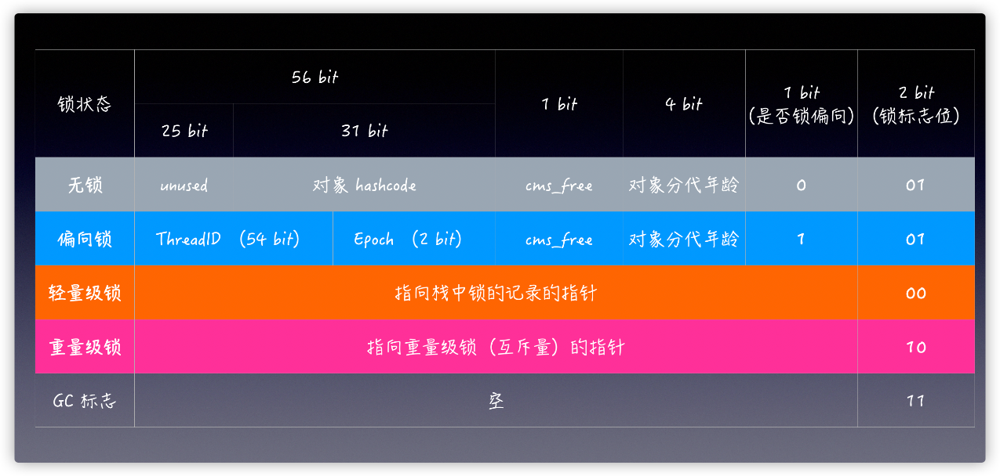 锁状态
56 bit
25 bit
31 bit
1 bit
4 bit
1 bit
(是否锁偏向)
2 bit
(锁标志位)
无锁
unused
对象 hashcode
cms_free
对象分代年龄
0
01
偏向锁
ThreadID （54 bit）
Epoch （2 bit）
cms_free
对象分代年龄
1
01
轻量级锁
指向栈中锁的记录的指针
00
重量级锁
指向重量级锁（互斥量）的指针
10
GC 标志
空
11